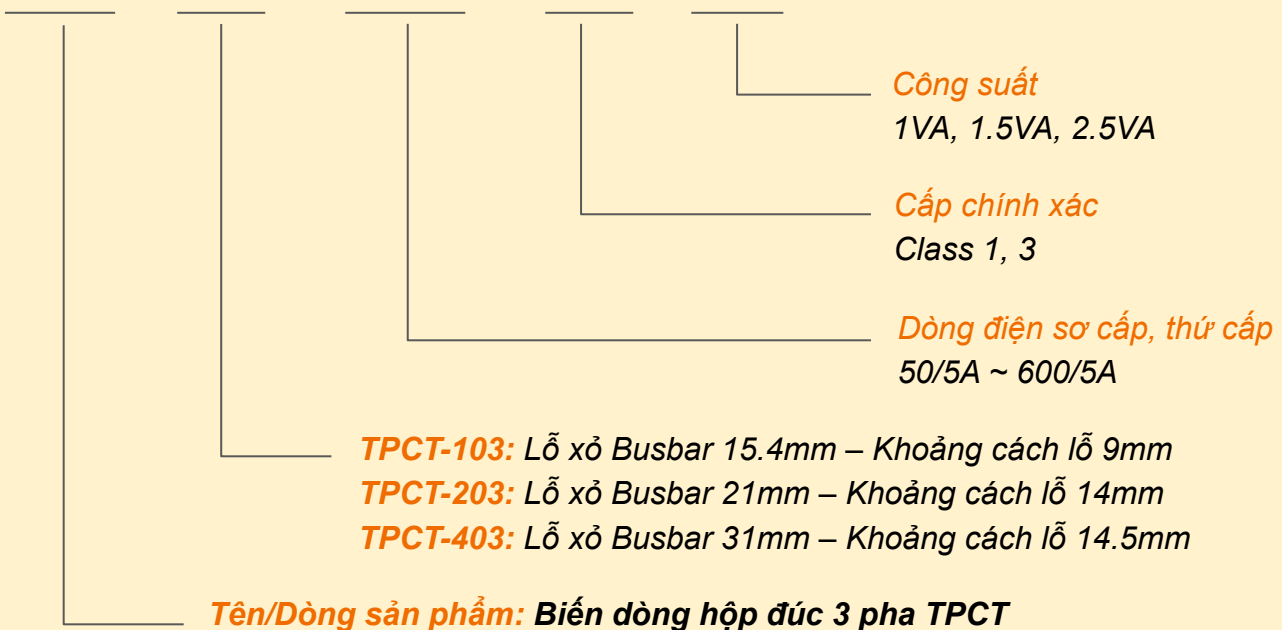 Công suất
1VA, 1.5VA, 2.5VA
Cấp chính xác
Class 1, 3
Dòng điện sơ cấp, thứ cấp
50/5A ~ 600/5A
TPCT-103: Lỗ xỏ Busbar 15.4mm – Khoảng cách lỗ 9mm
TPCT-203: Lỗ xỏ Busbar 21mm – Khoảng cách lỗ 14mm
TPCT-403: Lỗ xỏ Busbar 31mm – Khoảng cách lỗ 14.5mm
Tên/Dòng sản phẩm: Biến dòng hộp đúc 3 pha TPCT